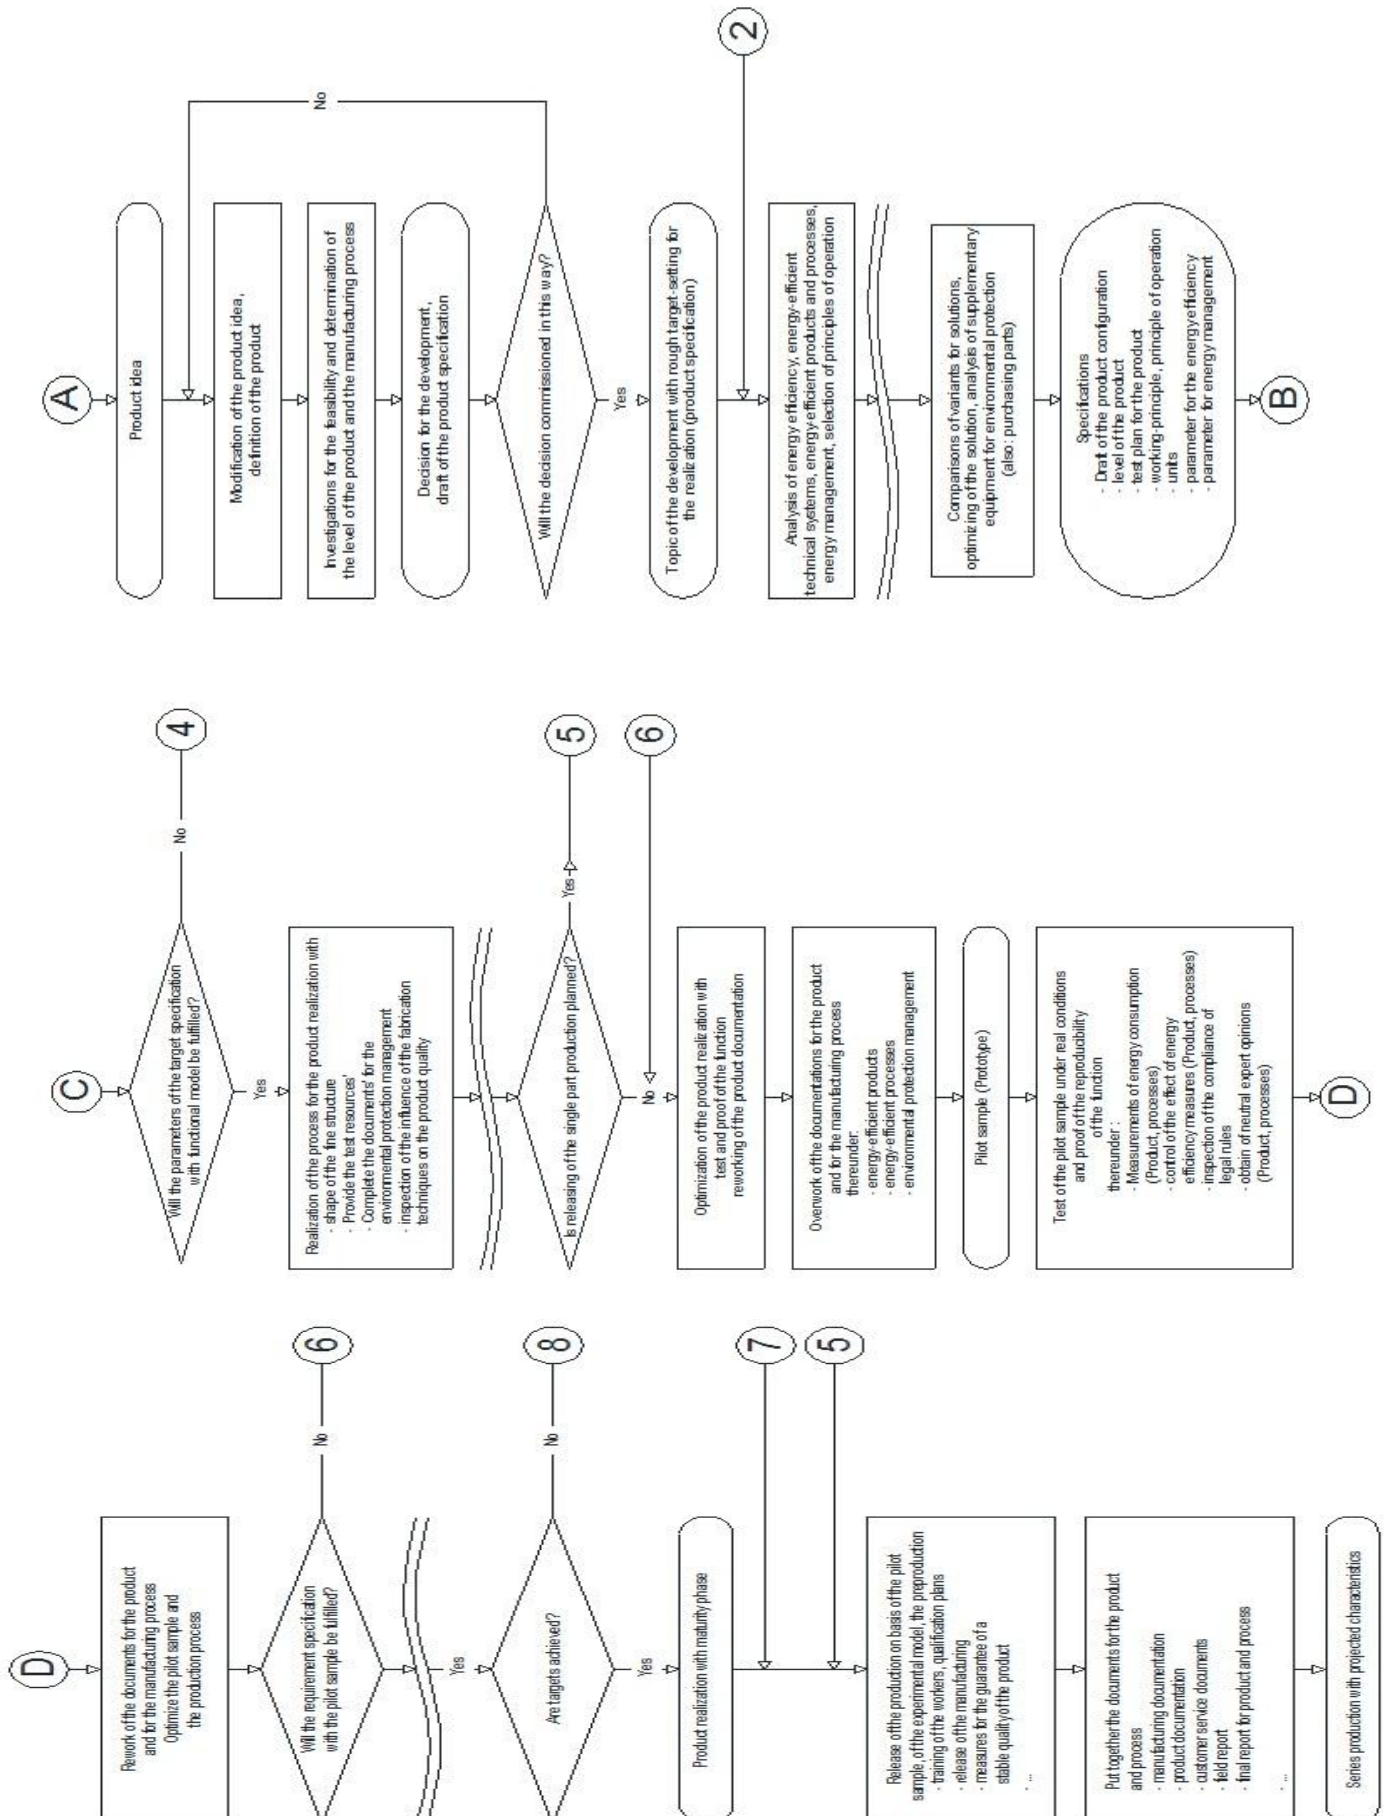 A
Product idea
Modification of the product idea,
definition of the product
Investigations for the feasibility and determination of
the level of the product and the manufacturing process
Decision for the development,
draft of the product specification
Will the decision commissioned in this way?
No
Yes
Topic of the development with rough target-setting for
the realization (product specification)
2
Analysis of energy efficiency, energy-efficient
technical systems, energy-efficient products and processes,
energy management, selection of principles of operation
Comparisons of variants for solutions,
optimizing of the solution, analysis of supplementary
equipment for environmental protection
(also: purchasing parts)
Specifications
- Draft of the product configuration
- level of the product
- test plan for the product
- working-principle, principle of operation
- units
- parameter for the energy efficiency
- parameter for energy management
B
C
Will the parameters of the target specification
with functional model be fulfilled?
No
4
Yes
Realization of the process for the product realization with
- shape of the fine structure
- Provide the test resources'
- Complete the documents' for the
environmental protection management
- inspection of the influence of the fabrication
techniques on the product quality
Is releasing of the single part production planned?
Yes
5
No
6
Optimization of the product realization with
test and proof of the function
reworking of the product documentation
Overwork of the documentations for the product
and for the manufacturing process
thereunder:
- energy-efficient products
- energy-efficient processes
- environmental protection management
Pilot sample (Prototype)
Test of the pilot sample under real conditions
and proof of the reproducibility
of the function
thereunder :
- Measurements of energy consumption
(Product, processes)
- control of the effect of energy
efficiency measures (Product, processes)
- inspection of the compliance of
legal rules
- obtain of neutral expert opinions
(Product, processes)
D
D
Rework of the documents for the product
and for the manufacturing process
Optimize the pilot sample and
the production process
Will the requirement specification
with the pilot sample be fulfilled?
No
6
Yes
Are targets achieved?
No
8
Yes
Product realization with maturity phase
7
5
Release of the production on basis of the pilot
sample, of the experimental model, the preproduction
- training of the workers, qualification plans
- release of the manufacturing
- measures for the guarantee of a
stable quality of the product
- ...
Put together the documents for the product
and process
- manufacturing documentation
- product documentation
- customer service documents
- field report
- final report for product and process
- ...
Series production with projected characteristics